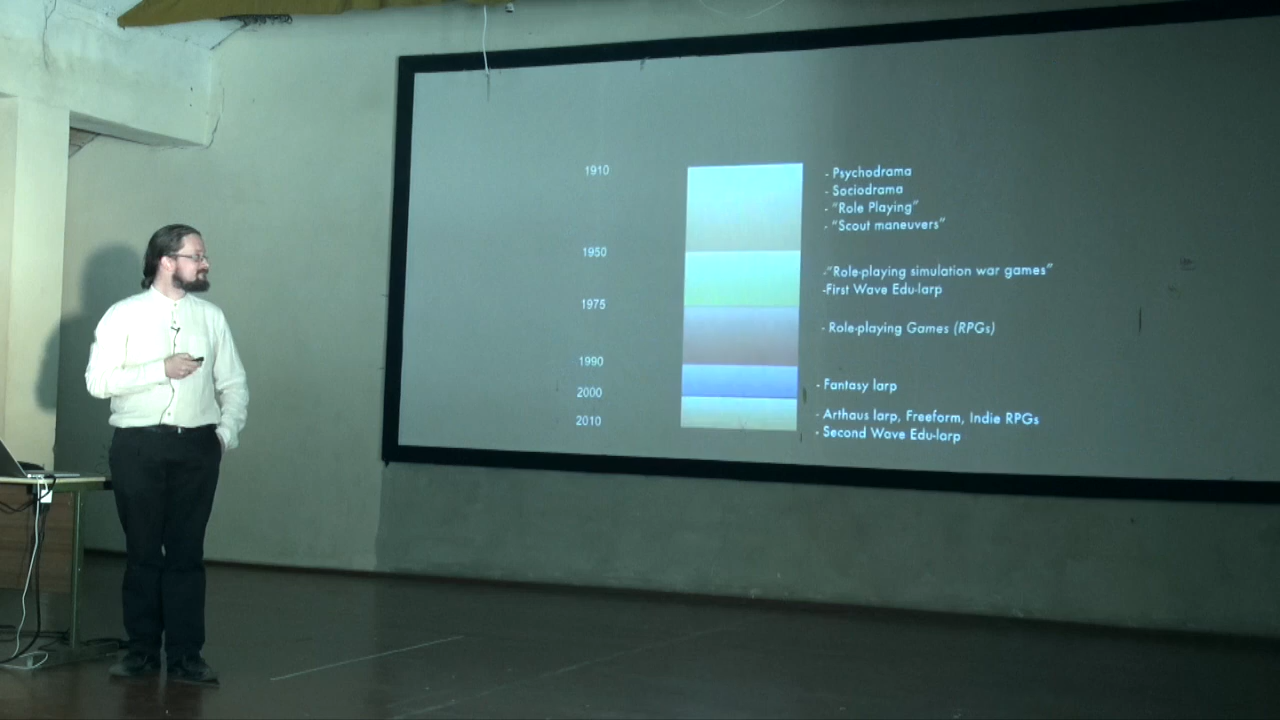 1910
- Psychodrama
- Sociodrama
- "Role Playing"
- "Scout maneuvers"
1950
-"Role-playing simulation war games"
-First Wave Edu-larp
1975
- Role-playing Games (RPGs)
1990
- Fantasy larp
2000
2010
- Arthaus larp, Freeform, Indie RPGs
- Second Wave Edu-larp